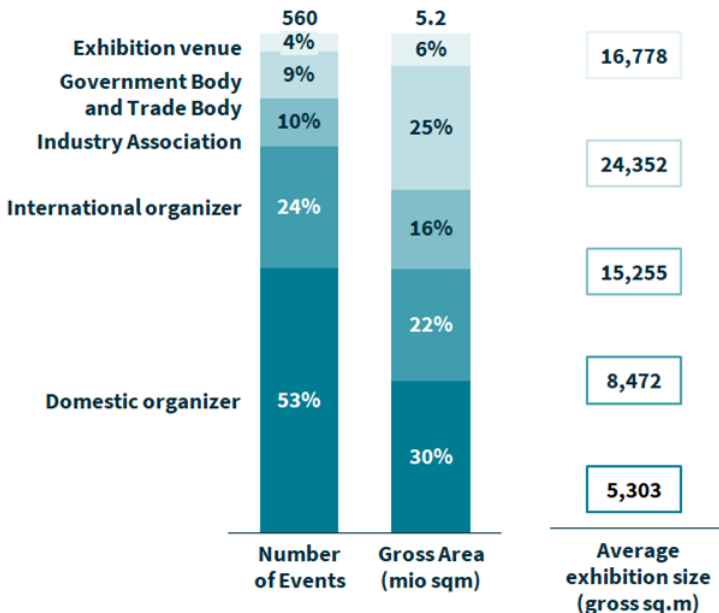 560
5.2
Exhibition venue
4%
6%
16,778
Government Body
and Trade Body
9%
25%
24,352
Industry Association
10%
16%
15,255
International organizer
24%
22%
8,472
Domestic organizer
53%
30%
5,303
Number
of Events
Gross Area
(mio sqm)
Average
exhibition size
(gross sq.m)